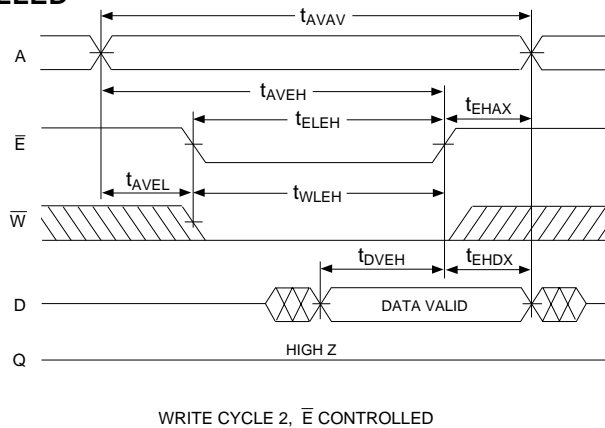 LLED
tAVAV
A
tAVEH
tELEH
tEHAX
E̅
tAVEL
tWLEH
W̅
tDVEH
tEHDX
D
DATA VALID
Q
HIGH Z
WRITE CYCLE 2, E̅ CONTROLLED